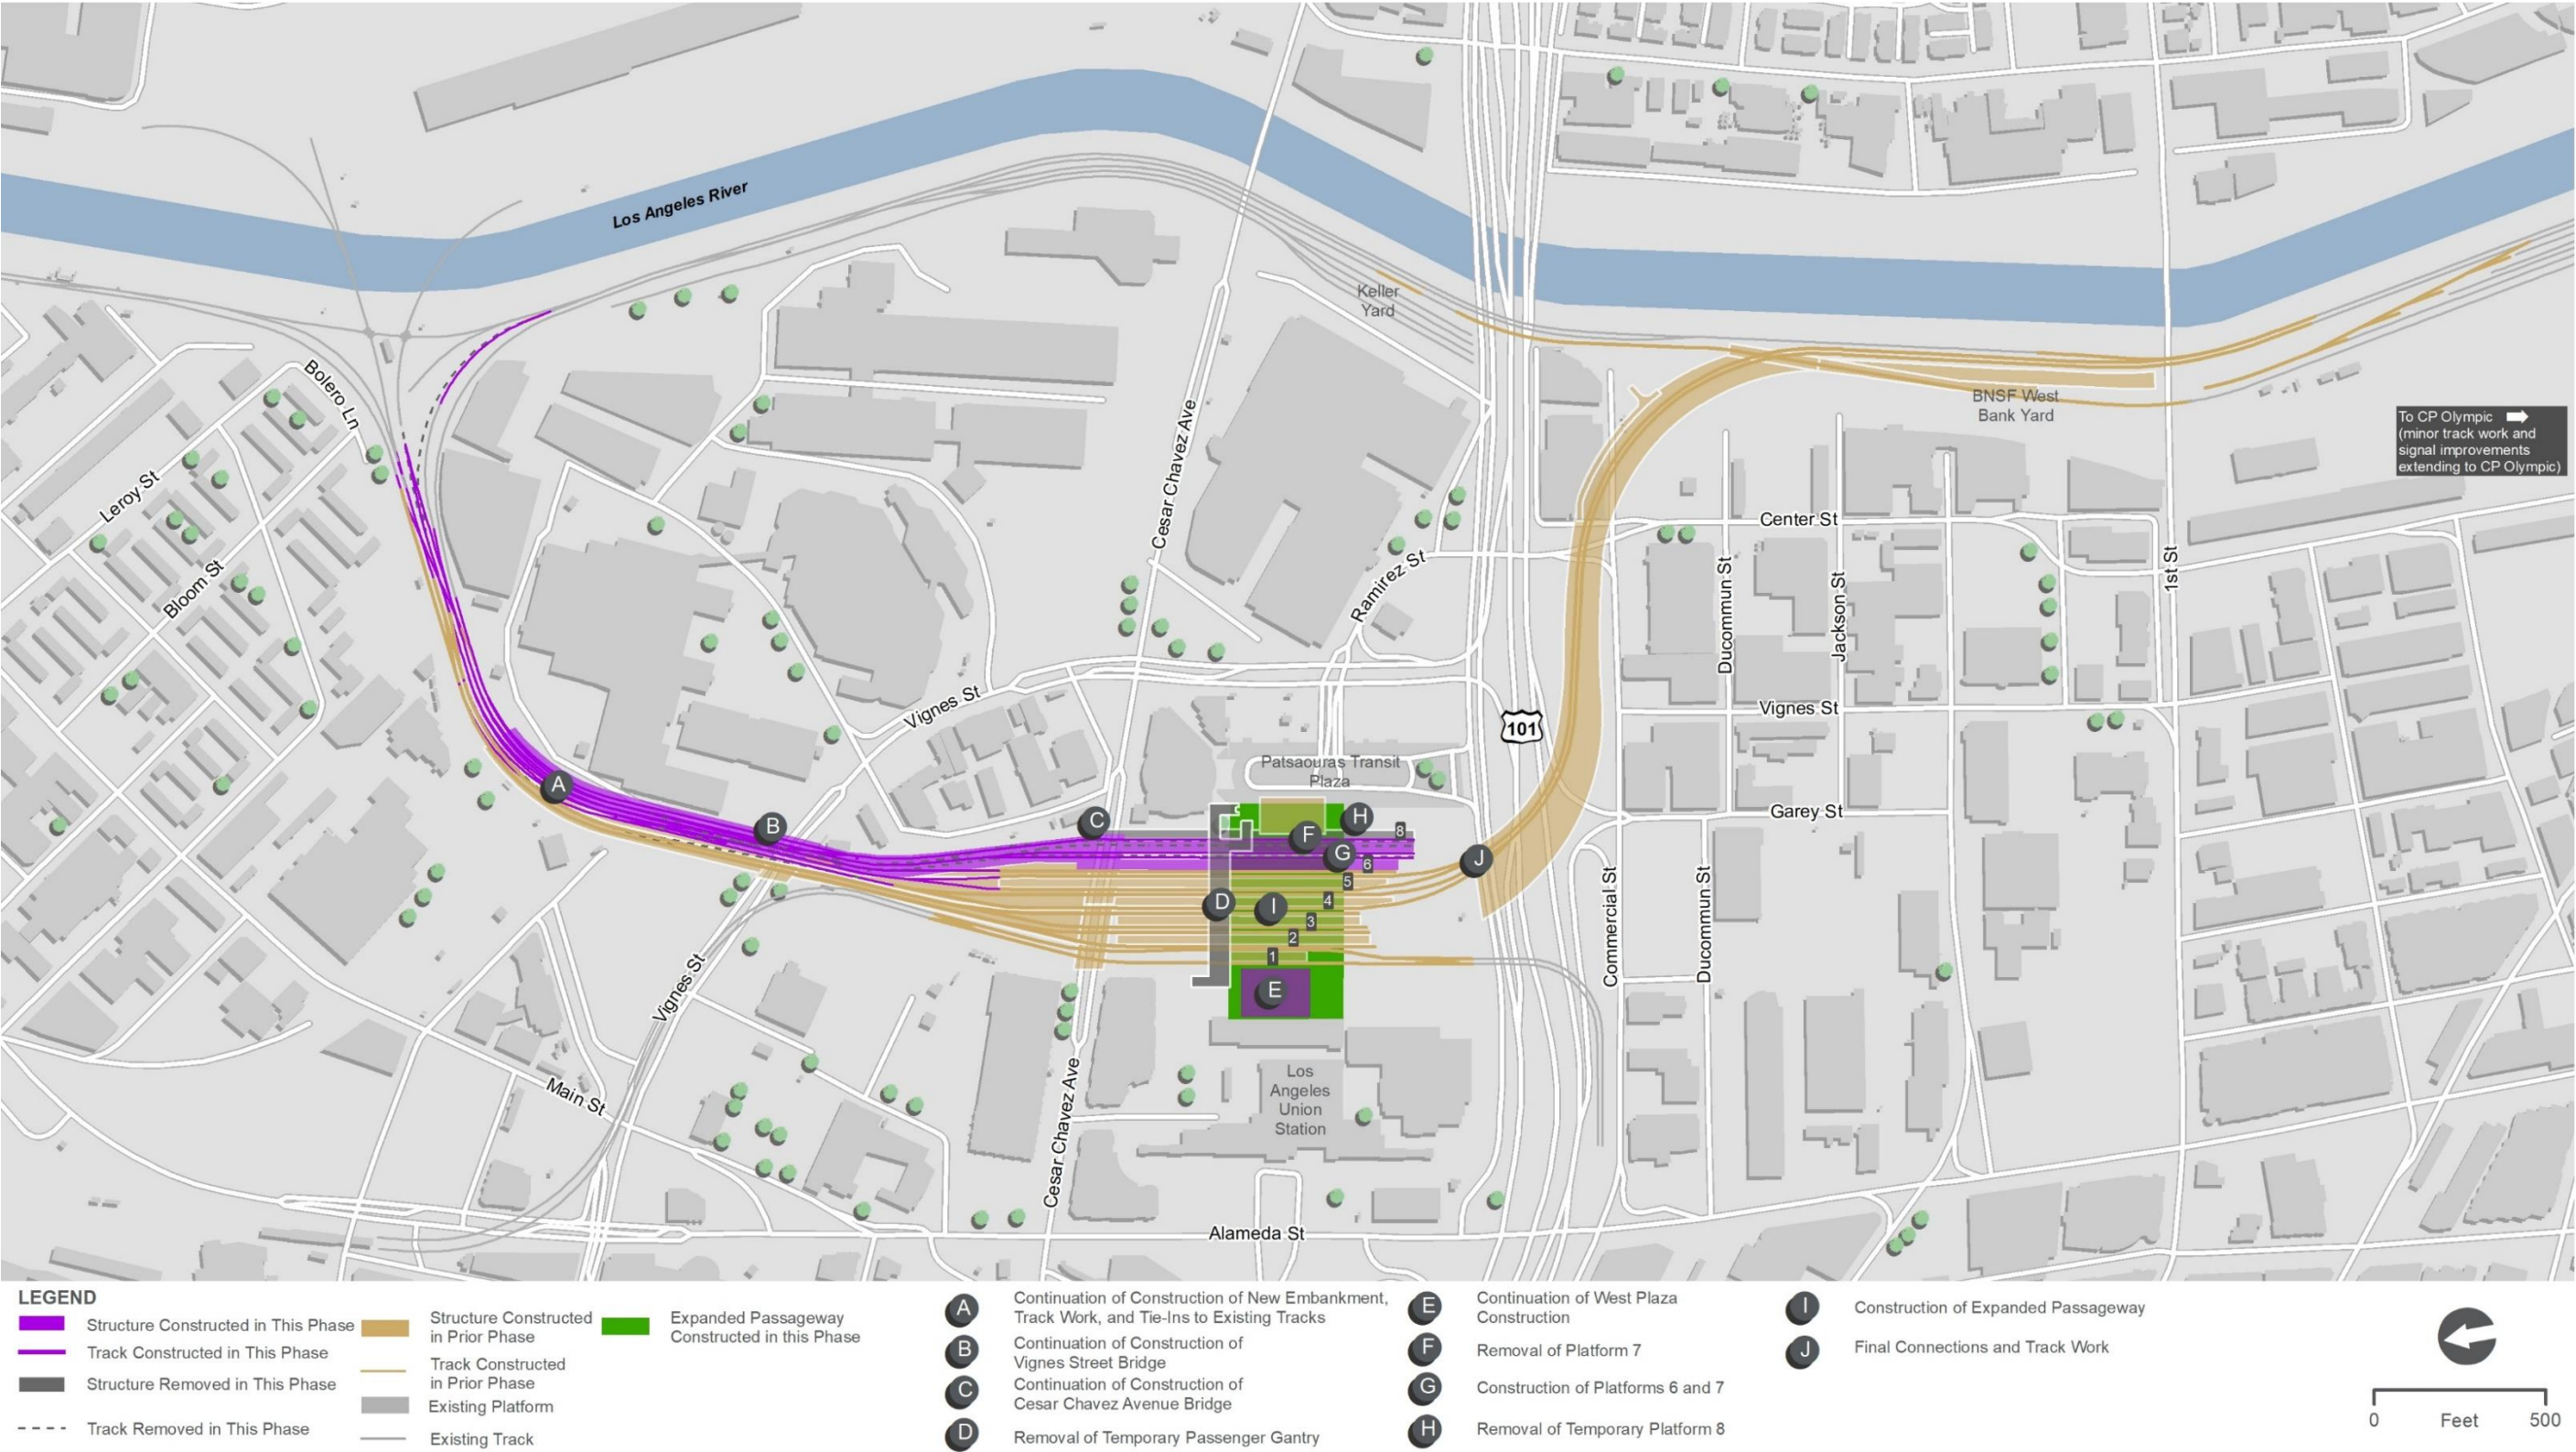 Los Angeles River
Keller
Yard
BNSF West
Bank Yard
To CP Olympic
(minor track work and
signal improvements
extending to CP Olympic)
Bolero Ln
Leroy St
Bloom St
Cesar Chavez Ave
Ramirez St
Center St
Ducommun St
Jackson St
1st St
Vignes St
101
Vignes St
Patsaouras Transit
Plaza
Garey St
A
B
C
D
E
F
G
H
I
J
8
6
5
4
3
2
1
Commercial St
Ducommun St
Vignes St
Main St
Cesar Chavez Ave
Los
Angeles
Union
Station
Alameda St
LEGEND
Structure Constructed in This Phase
Track Constructed in This Phase
Structure Removed in This Phase
Track Removed in This Phase
Structure Constructed
in Prior Phase
Track Constructed
in Prior Phase
Existing Platform
Existing Track
Expanded Passageway
Constructed in this Phase
A Continuation of Construction of New Embankment,
Track Work, and Tie-Ins to Existing Tracks
B Continuation of Construction of
Vignes Street Bridge
C Continuation of Construction of
Cesar Chavez Avenue Bridge
D Removal of Temporary Passenger Gantry
E Continuation of West Plaza
Construction
F Removal of Platform 7
G Construction of Platforms 6 and 7
H Removal of Temporary Platform 8
I Construction of Expanded Passageway
J Final Connections and Track Work
0 Feet 500